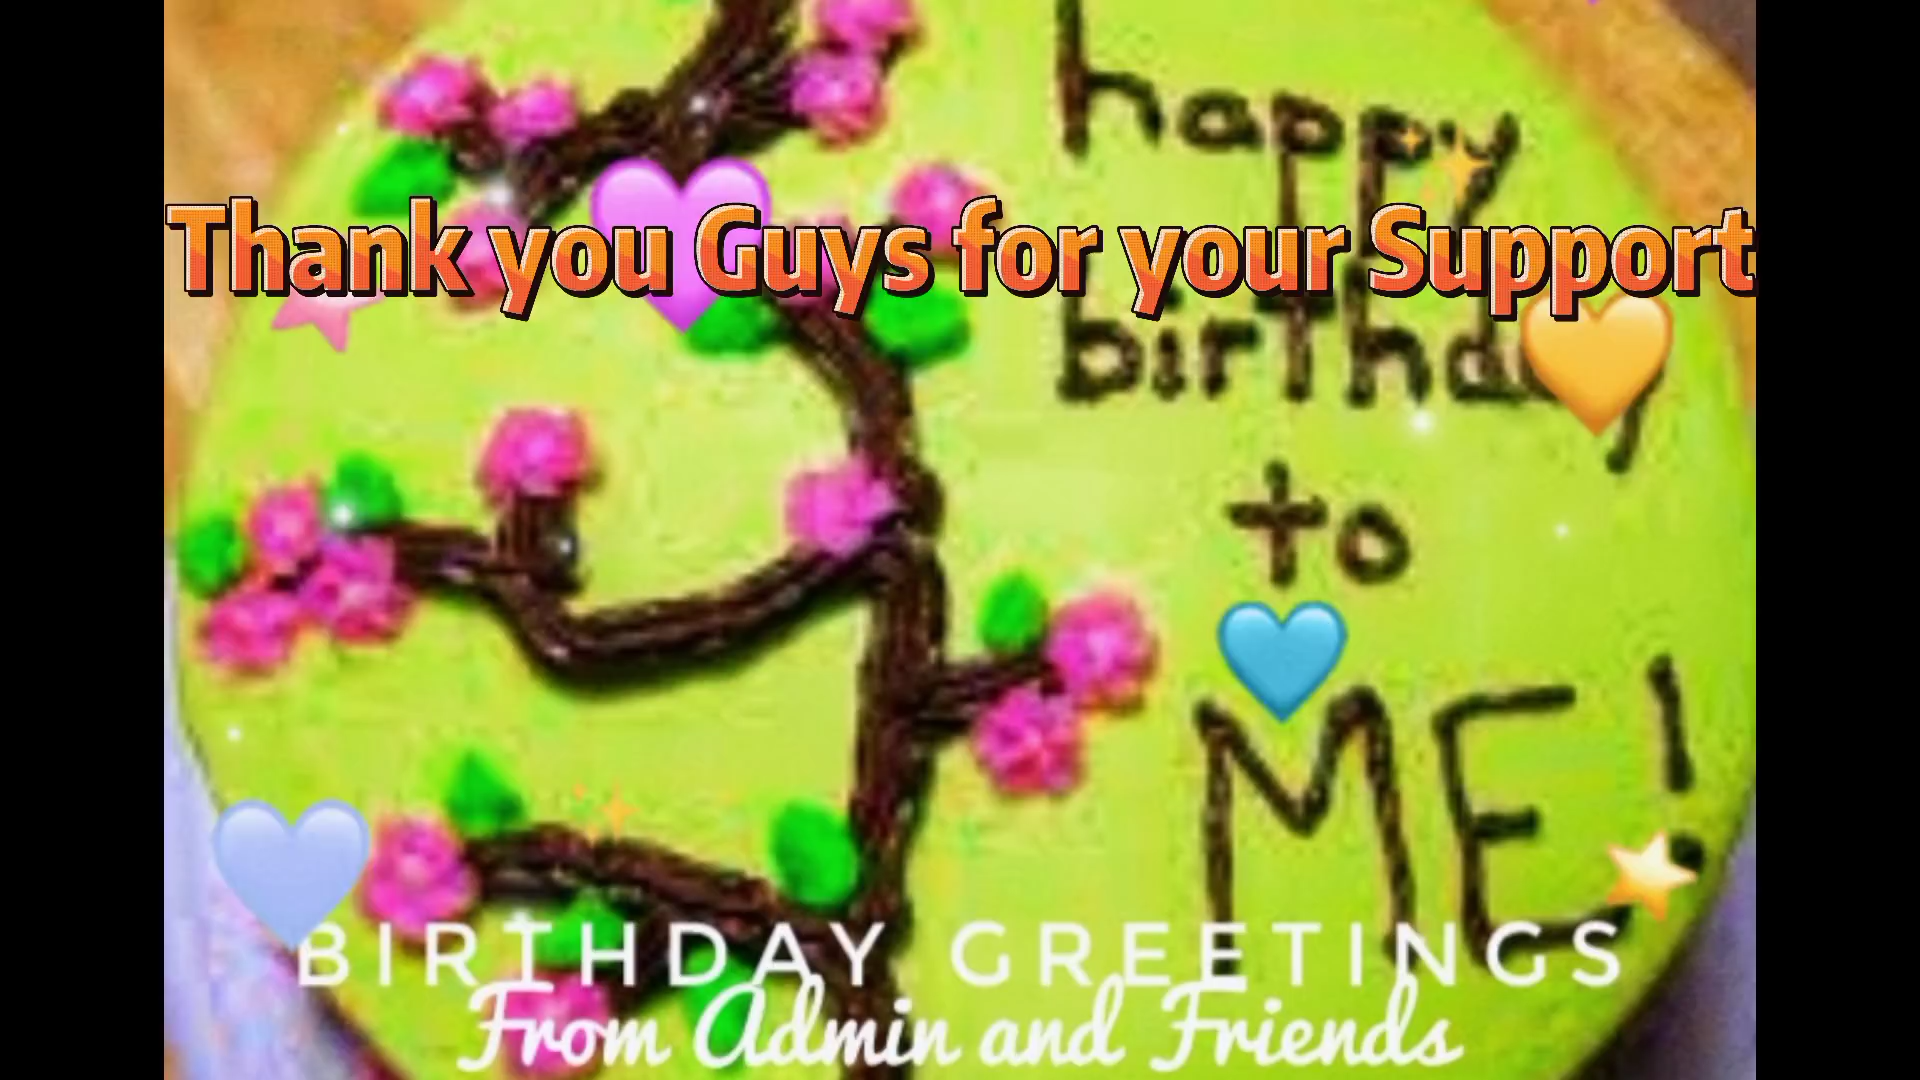 happy
Thank you Guys for your Support
birthday
to
ME!
BIRTHDAY GREETINGS
From Admin and Friends